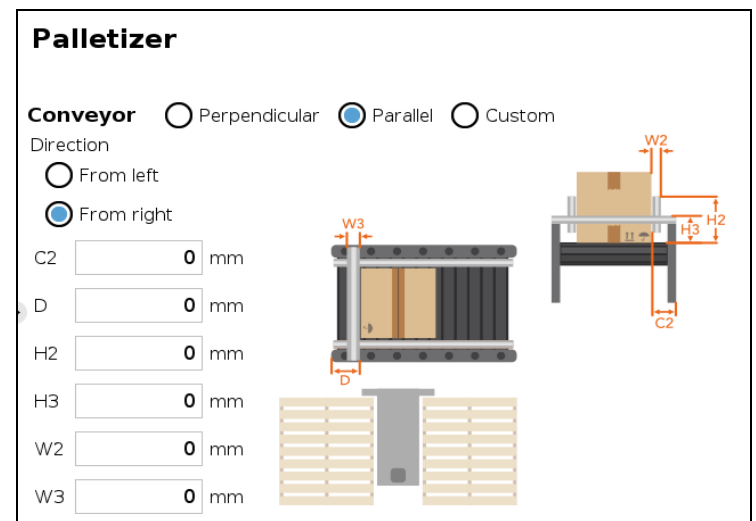 Palletizer
Conveyor Perpendicular Parallel Custom
Direction
From left
From right
C2 0 mm
D 0 mm
H2 0 mm
H3 0 mm
W2 0 mm
W3 0 mm
W3
D
W2
H2
H3
C2